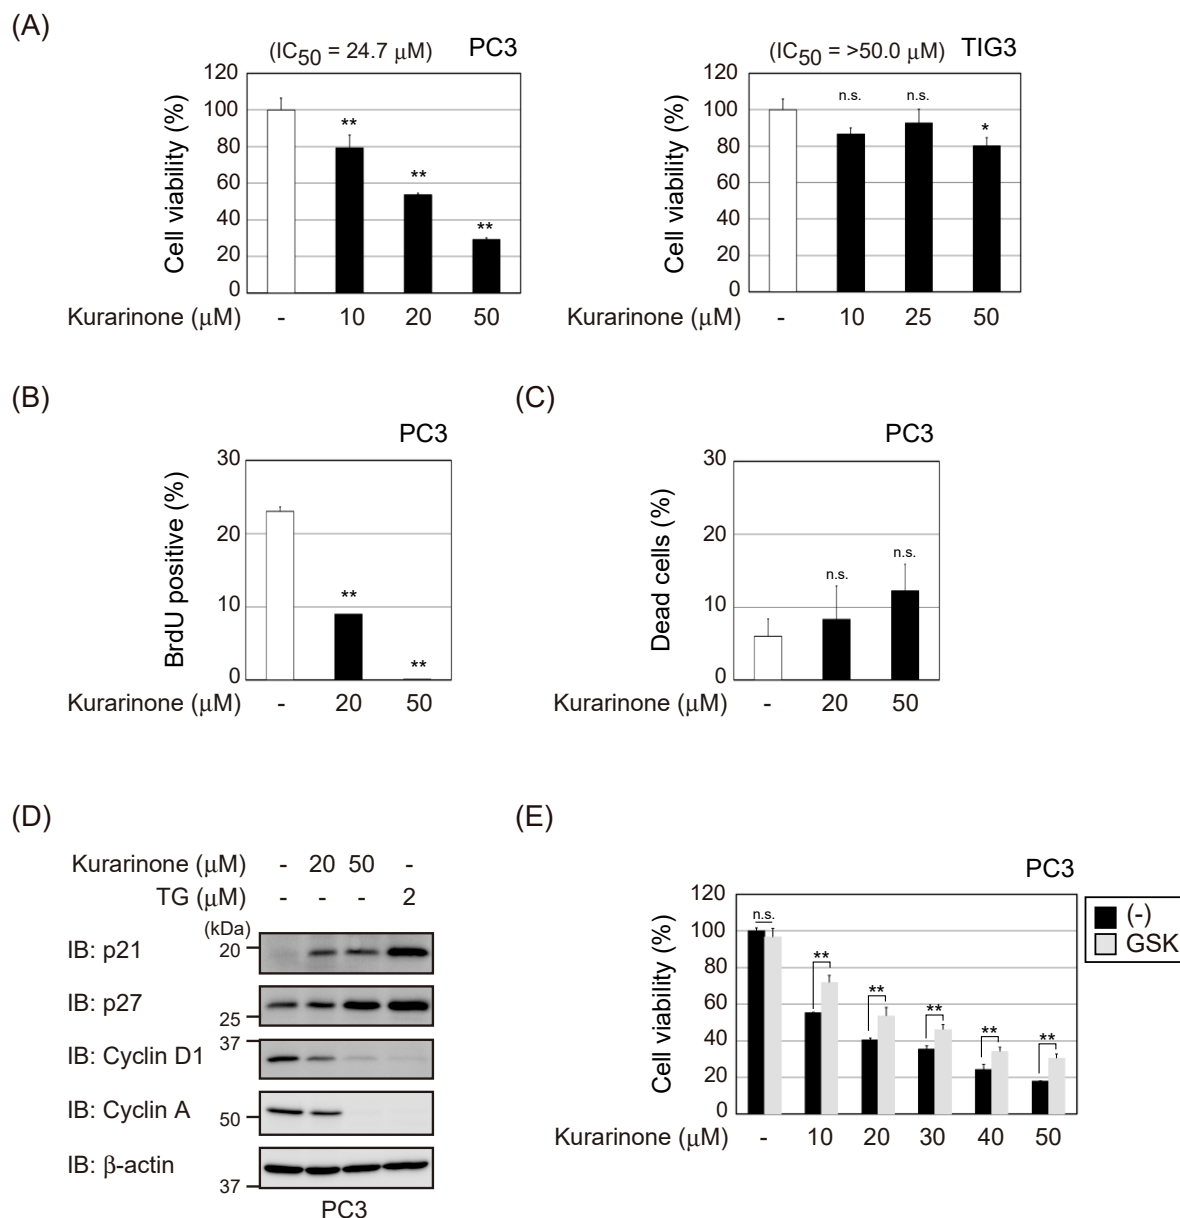 (A)
(IC50 = 24.7 μM) PC3
Cell viability (%)
120
100
80
60
40
20
0
**
**
**
Kurarinone (μM) - 10 20 50
(IC50 = >50.0 μM) TIG3
Cell viability (%)
120
100
80
60
40
20
0
n.s.
n.s.
*
Kurarinone (μM) - 10 25 50
(B)
PC3
BrdU positive (%)
30
20
10
0
**
**
Kurarinone (μM) - 20 50
(C)
PC3
Dead cells (%)
30
20
10
0
n.s.
n.s.
Kurarinone (μM) - 20 50
(D)
Kurarinone (μM) - 20 50 -
TG (μM) - - - 2
(kDa)
IB: p21 20
IB: p27 25
IB: Cyclin D1 37
IB: Cyclin A 50
IB: β-actin 37
PC3
(E)
PC3
Cell viability (%)
120
100
80
60
40
20
0
n.s.
**
**
**
**
**
(-)
GSK
Kurarinone (μM) - 10 20 30 40 50